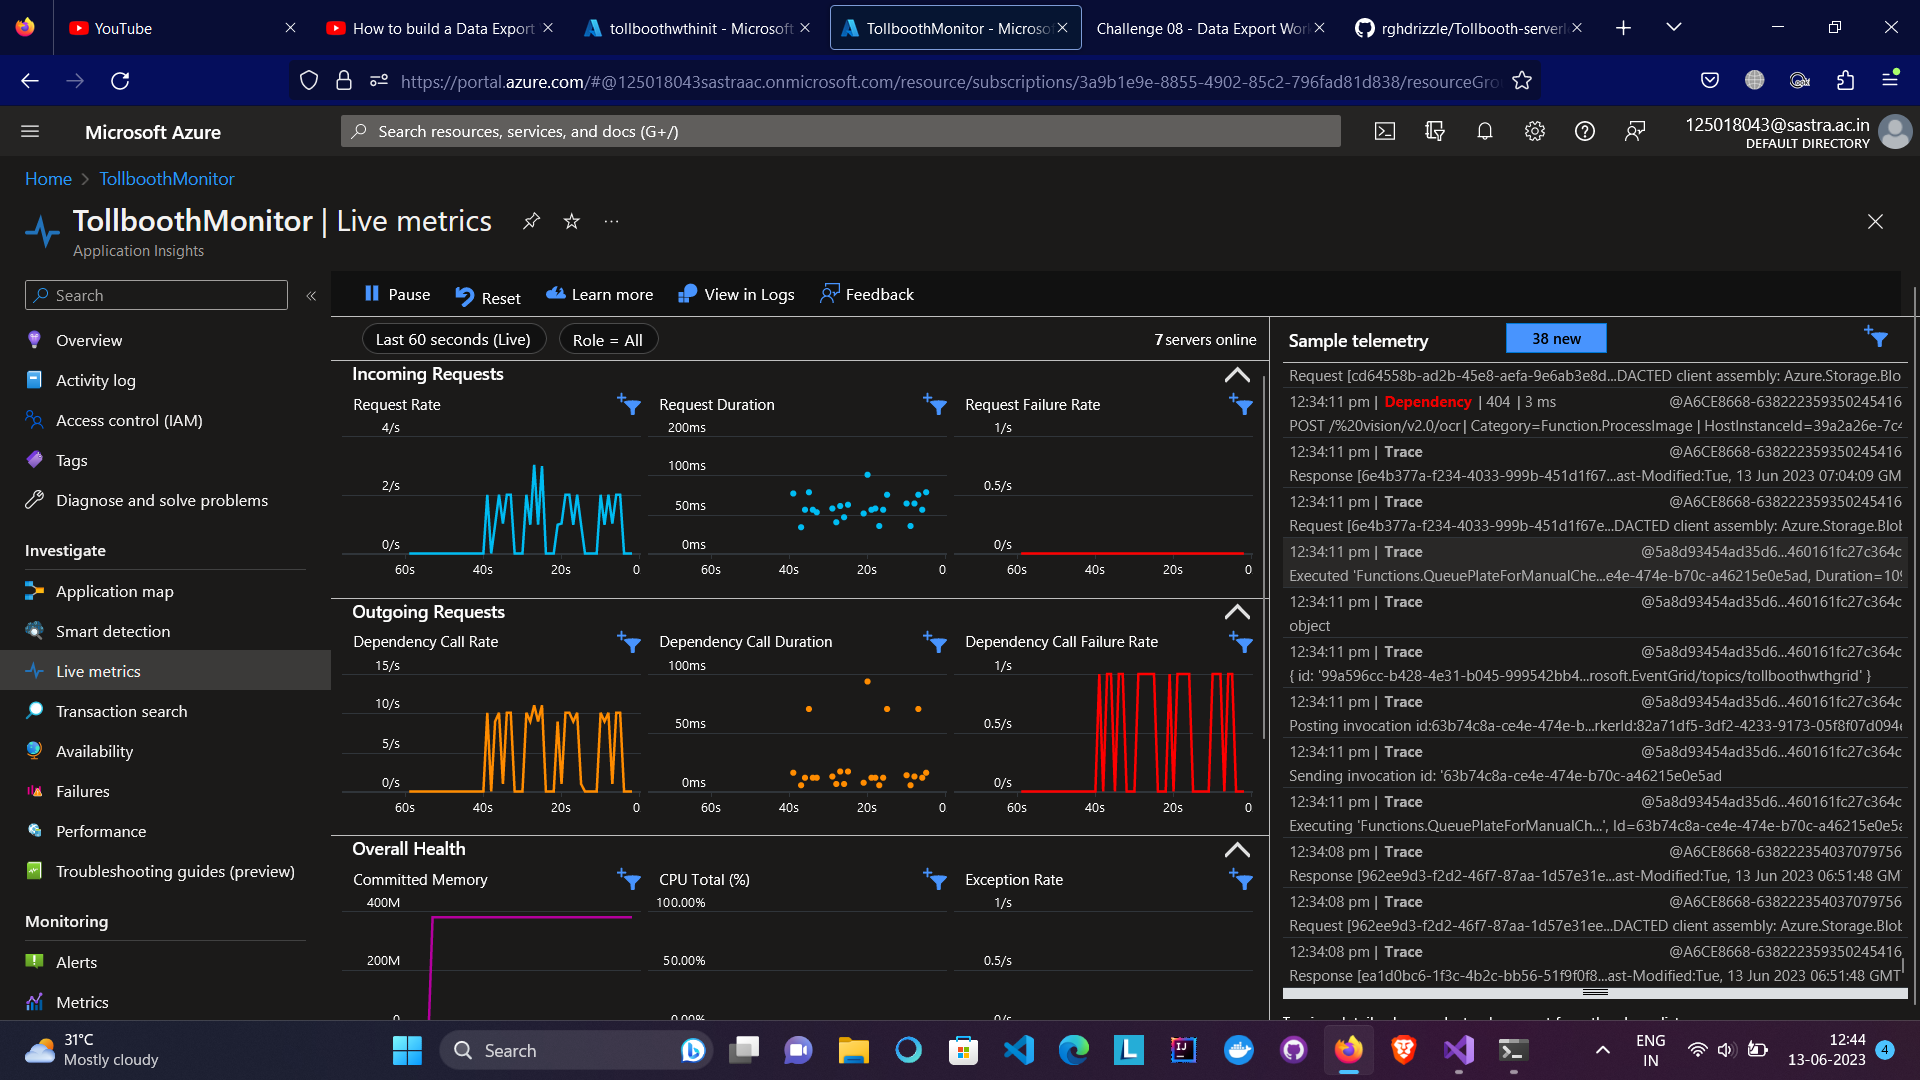 YouTube
How to build a Data Export
tollboothwthinit - Microsoft
TollboothMonitor - Microso
Challenge 08 - Data Export Work
rghdrizzle/Tollbooth-serverl
https://portal.azure.com/#@125018043sastraac.onmicrosoft.com/resource/subscriptions/3a9b1e9e-8855-4902-85c2-796fad81d838/resourceGro
Microsoft Azure
Search resources, services, and docs (G+/)
125018043@sastra.ac.in
DEFAULT DIRECTORY
Home > TollboothMonitor
TollboothMonitor | Live metrics
Application Insights
Search
Overview
Activity log
Access control (IAM)
Tags
Diagnose and solve problems
Investigate
Application map
Smart detection
Live metrics
Transaction search
Availability
Failures
Performance
Troubleshooting guides (preview)
Monitoring
Alerts
Metrics
Pause
Reset
Learn more
View in Logs
Feedback
Last 60 seconds (Live)
Role = All
7 servers online
Incoming Requests
Request Rate
4/s
2/s
0/s
60s 40s 20s 0
Request Duration
200ms
100ms
50ms
0ms
60s 40s 20s 0
Request Failure Rate
1/s
0.5/s
0/s
60s 40s 20s 0
Outgoing Requests
Dependency Call Rate
15/s
10/s
5/s
0/s
60s 40s 20s 0
Dependency Call Duration
100ms
50ms
0ms
60s 40s 20s 0
Dependency Call Failure Rate
1/s
0.5/s
0/s
60s 40s 20s 0
Overall Health
Committed Memory
400M
200M
0
CPU Total (%)
100.00%
50.00%
0.00%
Exception Rate
1/s
0.5/s
0/s
Sample telemetry
38 new
Request [cd64558b-ad2b-45e8-aefa-9e6ab3e8d...DACTED client assembly: Azure.Storage.Blo
12:34:11 pm | Dependency | 404 | 3 ms @A6CE8668-638222359350245416
POST /%20vision/v2.0/ocr | Category=Function.ProcessImage | HostInstanceId=39a2a26e-7c4
12:34:11 pm | Trace @A6CE8668-638222359350245416
Response [6e4b377a-f234-4033-999b-451d1f67...ast-Modified:Tue, 13 Jun 2023 07:04:09 GM
12:34:11 pm | Trace @A6CE8668-638222359350245416
Request [6e4b377a-f234-4033-999b-451d1f67e...DACTED client assembly: Azure.Storage.Blob
12:34:11 pm | Trace @5a8d93454ad35d6...460161fc27c364c
Executed 'Functions.QueuePlateForManualChe...e4e-474e-b70c-a46215e0e5ad, Duration=109
12:34:11 pm | Trace @5a8d93454ad35d6...460161fc27c364c
object
12:34:11 pm | Trace @5a8d93454ad35d6...460161fc27c364c
{ id: '99a596cc-b428-4e31-b045-999542bb4...rosoft.EventGrid/topics/tollboothwthgrid' }
12:34:11 pm | Trace @5a8d93454ad35d6...460161fc27c364c
Posting invocation id:63b74c8a-ce4e-474e-b...rkerId:82a71df5-3df2-4233-9173-05f8f07d094e
12:34:11 pm | Trace @5a8d93454ad35d6...460161fc27c364c
Sending invocation id: '63b74c8a-ce4e-474e-b70c-a46215e0e5ad
12:34:11 pm | Trace @5a8d93454ad35d6...460161fc27c364c
Executing 'Functions.QueuePlateForManualCh...', Id=63b74c8a-ce4e-474e-b70c-a46215e0e5a
12:34:08 pm | Trace @A6CE8668-638222354037079756
Response [962ee9d3-f2d2-46f7-87aa-1d57e31e...ast-Modified:Tue, 13 Jun 2023 06:51:48 GM
12:34:08 pm | Trace @A6CE8668-638222354037079756
Request [962ee9d3-f2d2-46f7-87aa-1d57e31ee...DACTED client assembly: Azure.Storage.Blob
12:34:08 pm | Trace @A6CE8668-638222359350245416
Response [ea1d0bc6-1f3c-4b2c-bb56-51f9f0f8...ast-Modified:Tue, 13 Jun 2023 06:51:48 GMT
31°C
Mostly cloudy
Search
ENG
IN
12:44
13-06-2023
4